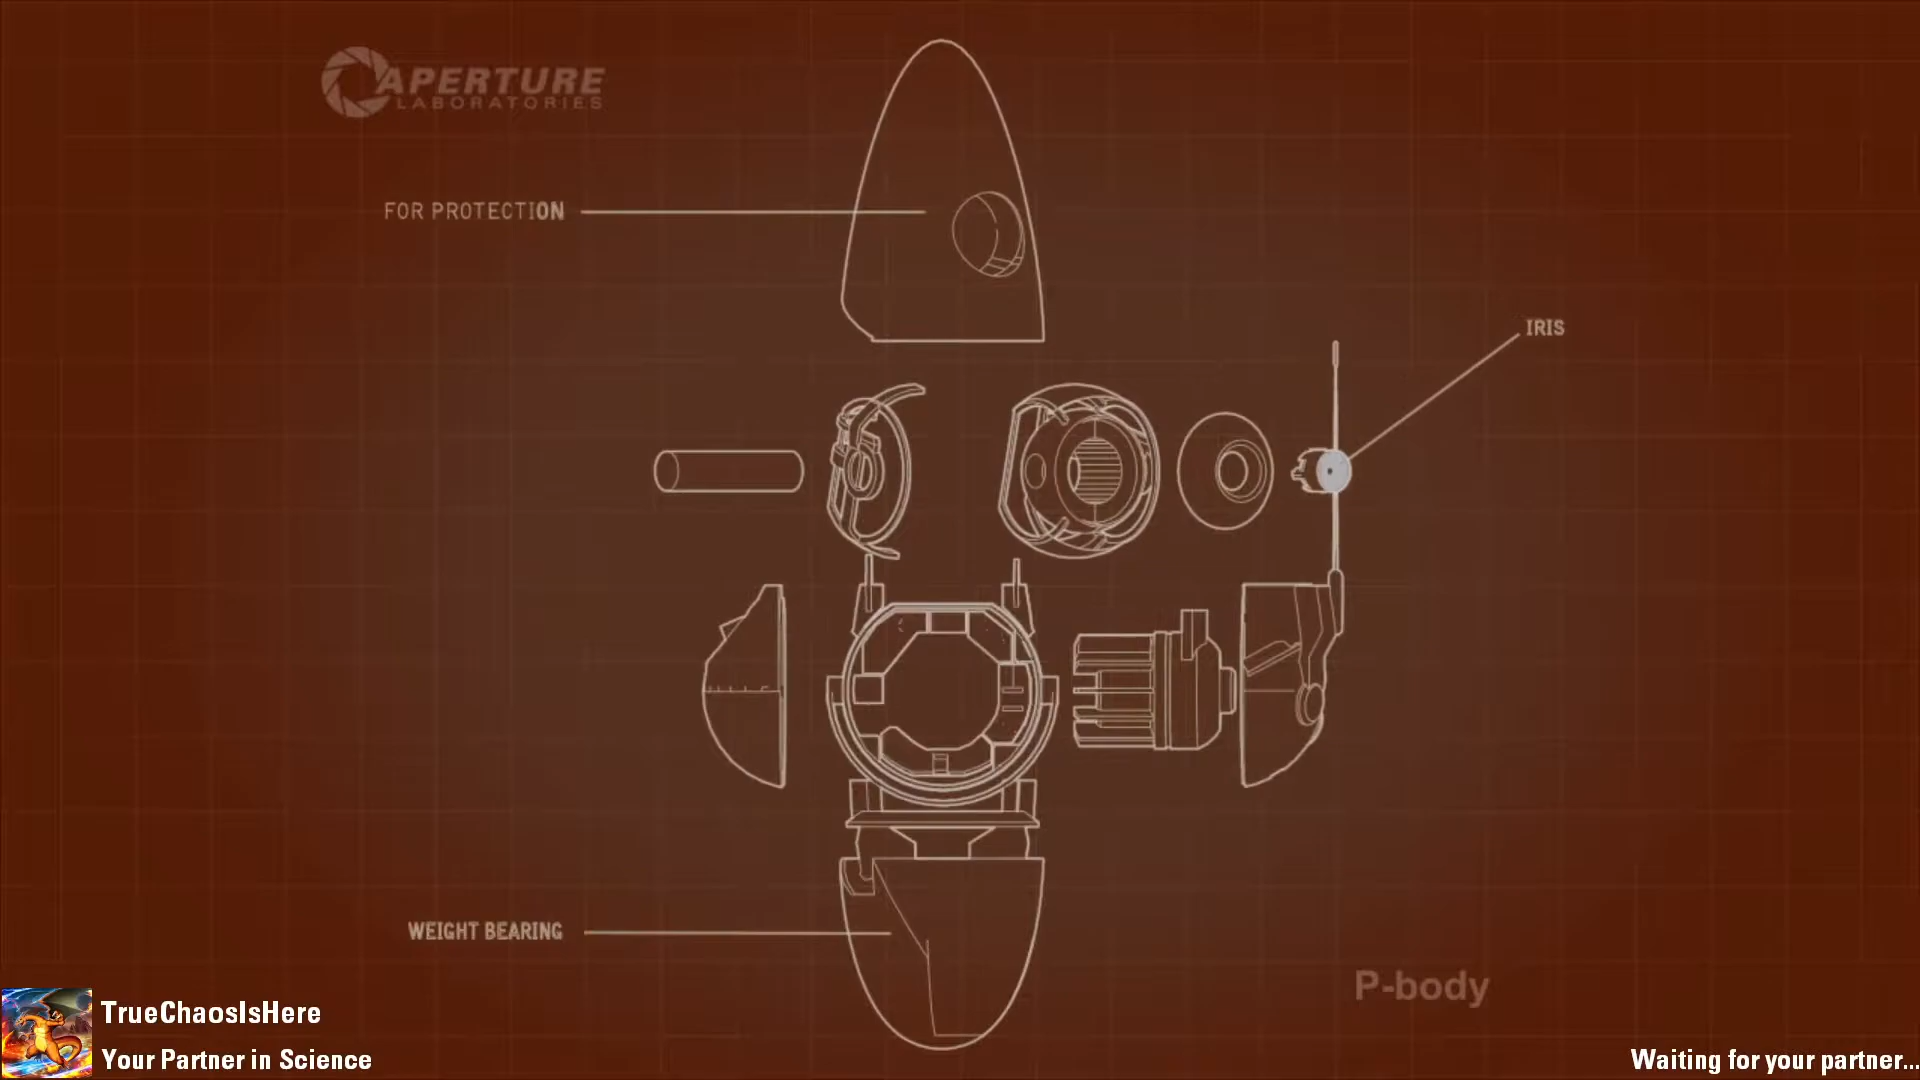 APERTURE
LABORATORIES
FOR PROTECTION
IRIS
WEIGHT BEARING
P-body
TrueChaosIsHere
Your Partner in Science
Waiting for your partner...